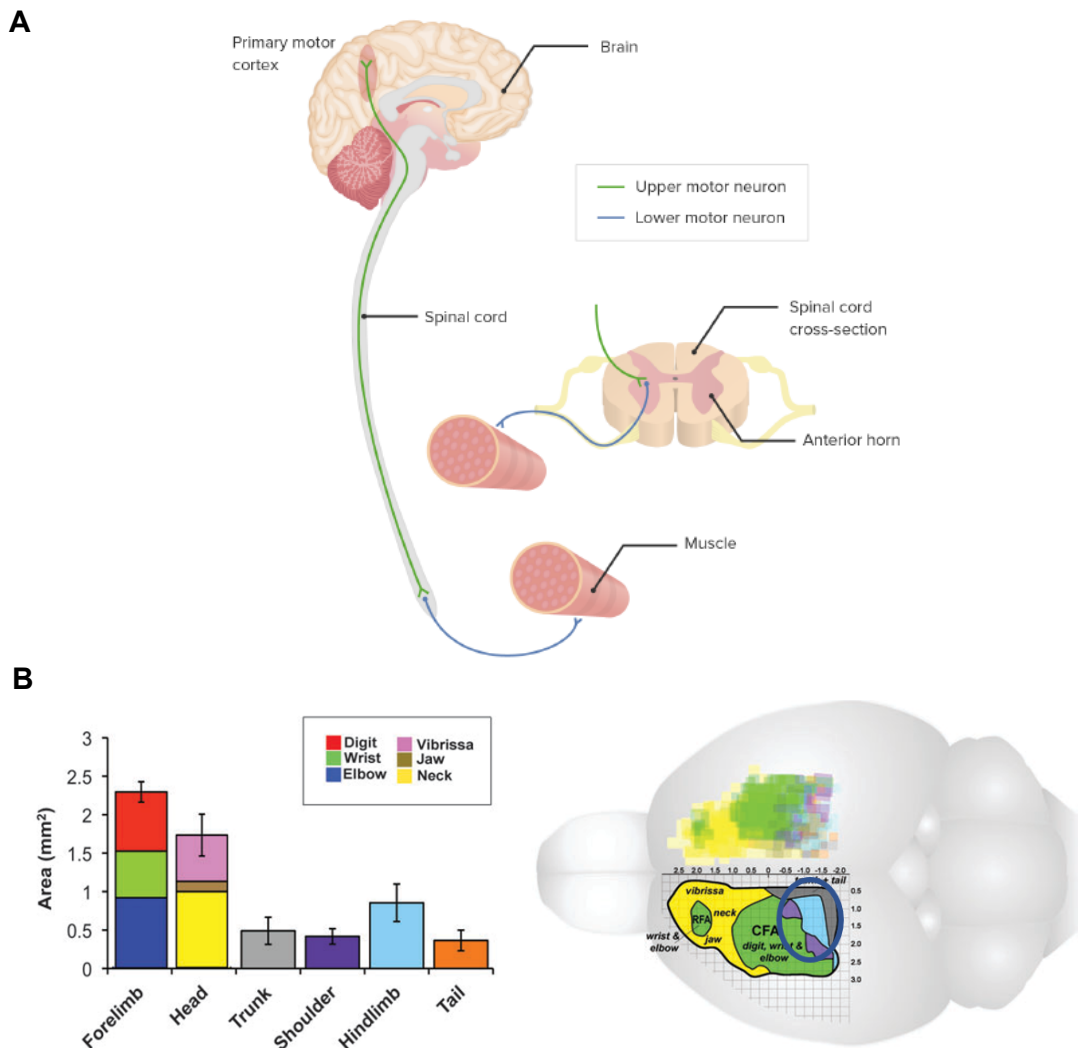 A
Primary motor
cortex
Brain
Upper motor neuron
Lower motor neuron
Spinal cord
Spinal cord
cross-section
Anterior horn
Muscle
B
Area (mm²)
3
2.5
2
1.5
1
0.5
0
Digit
Wrist
Elbow
Vibrissa
Jaw
Neck
Forelimb
Head
Trunk
Shoulder
Hindlimb
Tail
2.5 2.0 1.5 1.0 0.5 0 -0.5 -1.0 -1.5 -2.0
+ tail
vibrissa
neck
RFA
jaw
wrist &
elbow
CFA
digit, wrist &
elbow
0.5
1.0
1.5
2.0
2.5
3.0